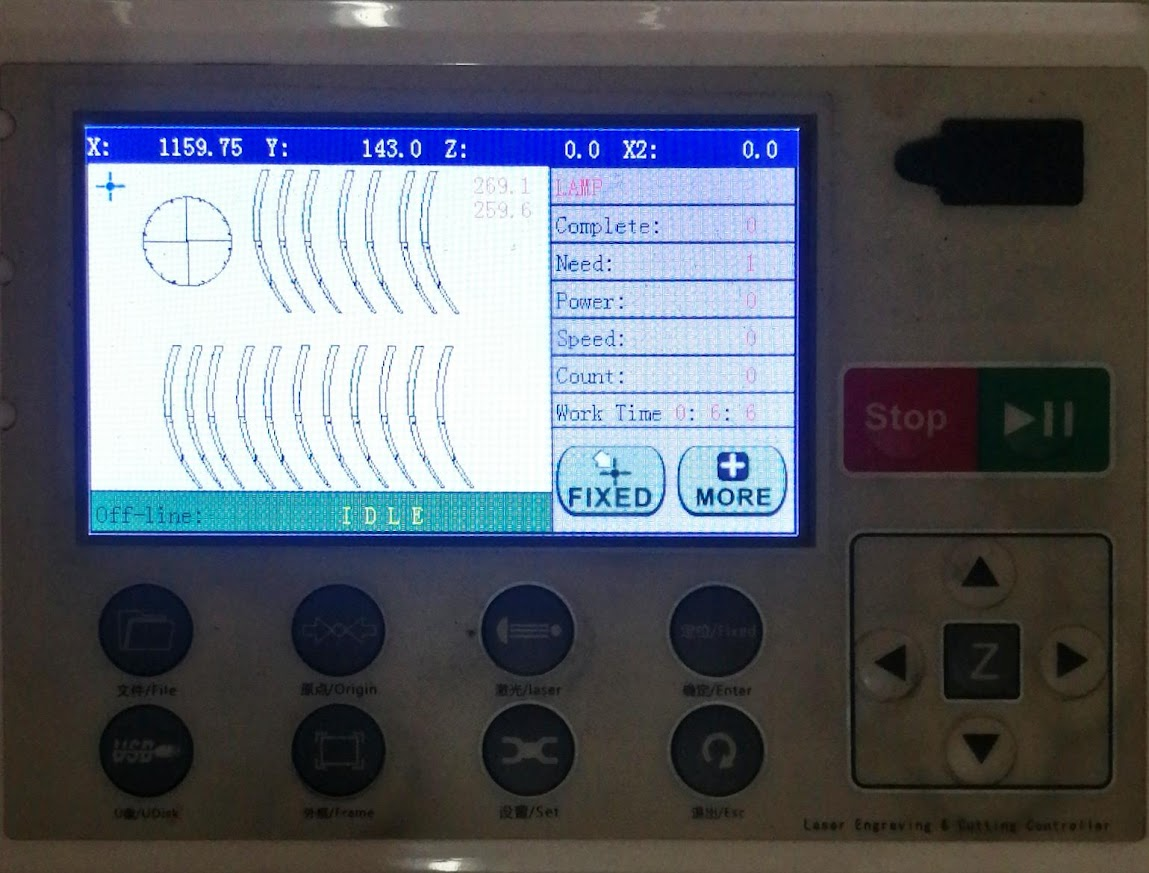 X: 1159.75 Y: 143.0 Z: 0.0 X2: 0.0
269.1
259.6
LAMP
Complete: 0
Need: 1
Power: 0
Speed: 0
Count: 0
Work Time 0: 6: 6
FIXED
MORE
Off-line: IDLE
Stop
定位/Fixed
文件/File
原点/Origin
激光/laser
确定/Enter
Z
USB
U盘/UDisk
外框/Frame
设置/Set
退出/Esc
Laser Engraving & Cutting Controller